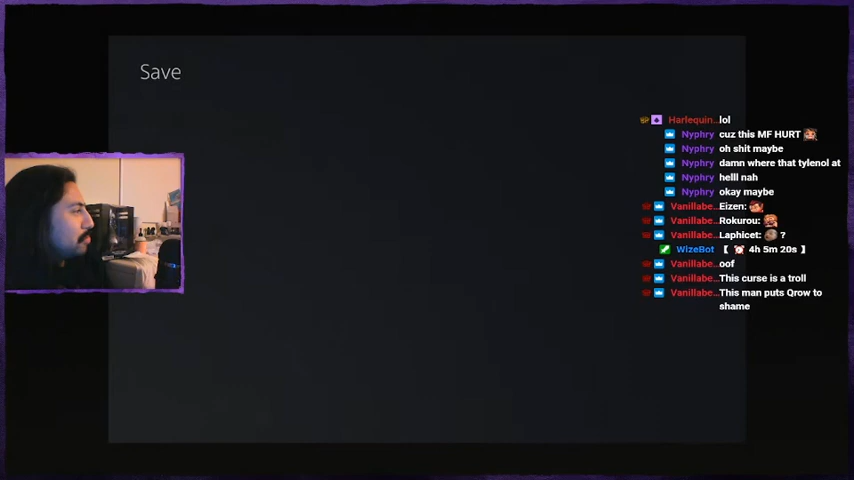 Save
Harlequin.. lol
Nyphry cuz this MF HURT
Nyphry oh shit maybe
Nyphry damn where that tylenol at
Nyphry helll nah
Nyphry okay maybe
Vanillabe.. Eizen:
Vanillabe.. Rokurou:
Vanillabe.. Laphicet: ?
WizeBot 【 4h 5m 20s 】
Vanillabe.. oof
Vanillabe.. This curse is a troll
Vanillabe.. This man puts Qrow to
shame